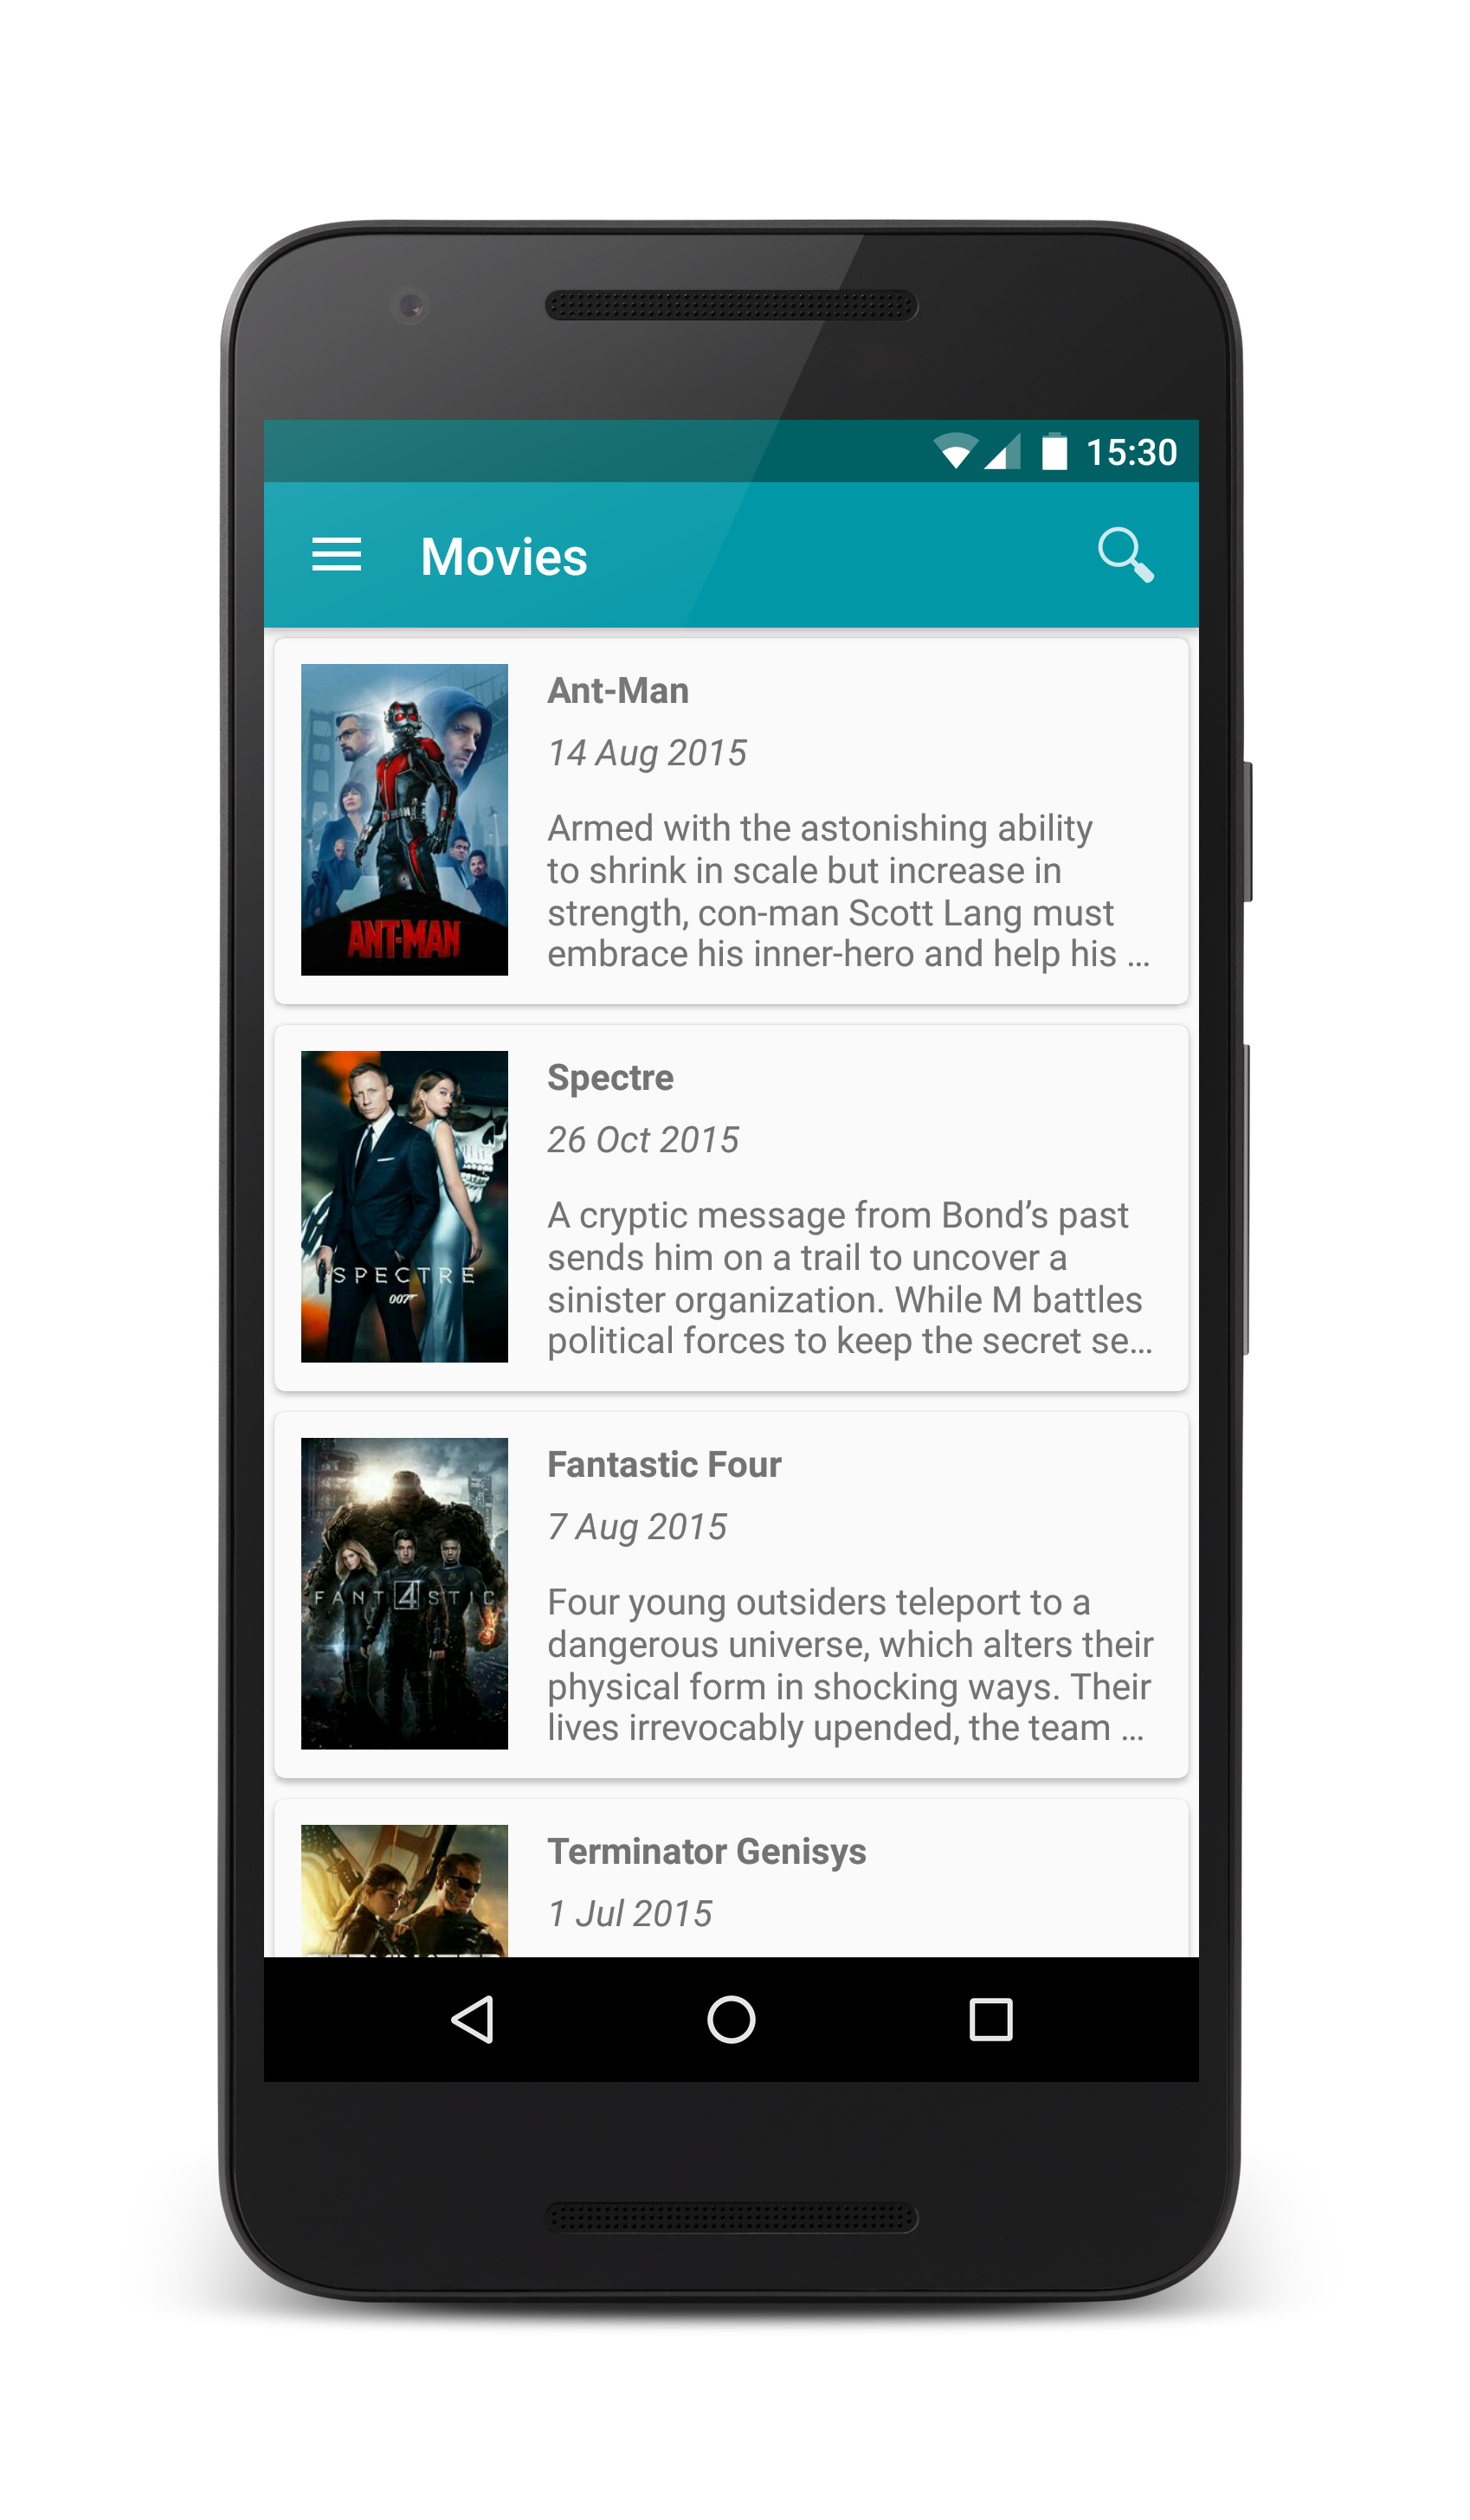 15:30
Movies
Ant-Man
14 Aug 2015
Armed with the astonishing ability
to shrink in scale but increase in
strength, con-man Scott Lang must
embrace his inner-hero and help his ...
ANT-MAN
Spectre
26 Oct 2015
A cryptic message from Bond’s past
sends him on a trail to uncover a
sinister organization. While M battles
political forces to keep the secret se...
SPECTRE
007
Fantastic Four
7 Aug 2015
Four young outsiders teleport to a
dangerous universe, which alters their
physical form in shocking ways. Their
lives irrevocably upended, the team ...
FANT4STIC
Terminator Genisys
1 Jul 2015